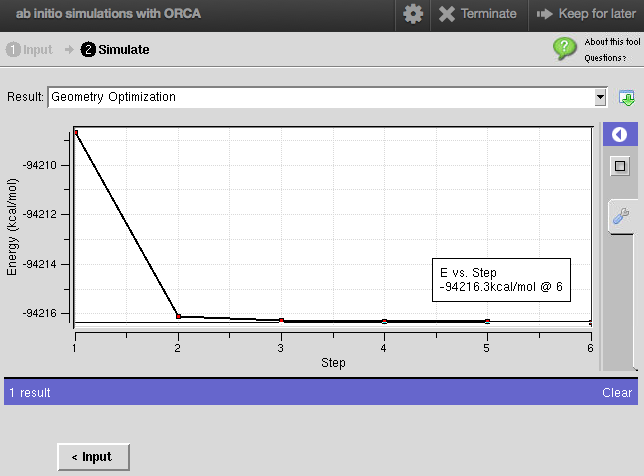 ab initio simulations with ORCA
Terminate
Keep for later
1 Input
2 Simulate
About this tool
Questions?
Result: Geometry Optimization
Energy (kcal/mol)
-94210
-94212
-94214
-94216
E vs. Step
-94216.3kcal/mol @ 6
1 2 3 4 5 6
Step
1 result
Clear
< Input